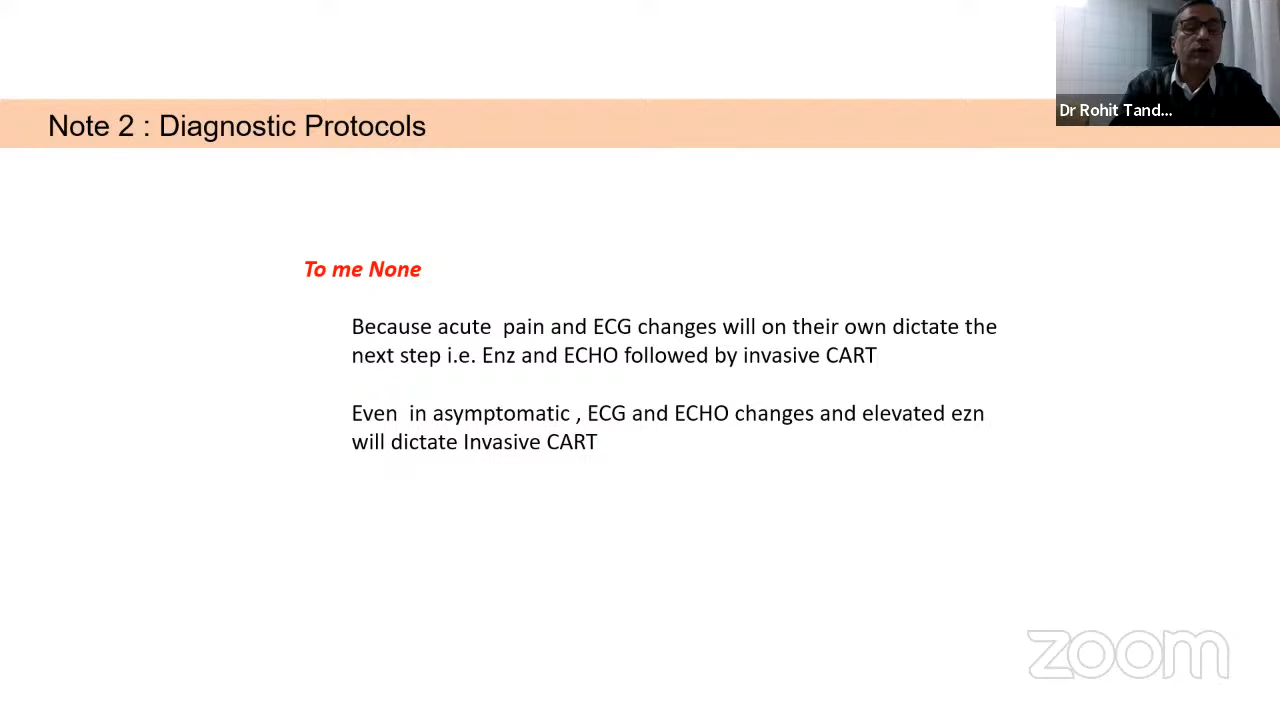 Dr Rohit Tand...
Note 2 : Diagnostic Protocols
To me None
Because acute pain and ECG changes will on their own dictate the
next step i.e. Enz and ECHO followed by invasive CART
Even in asymptomatic , ECG and ECHO changes and elevated ezn
will dictate Invasive CART
zoom